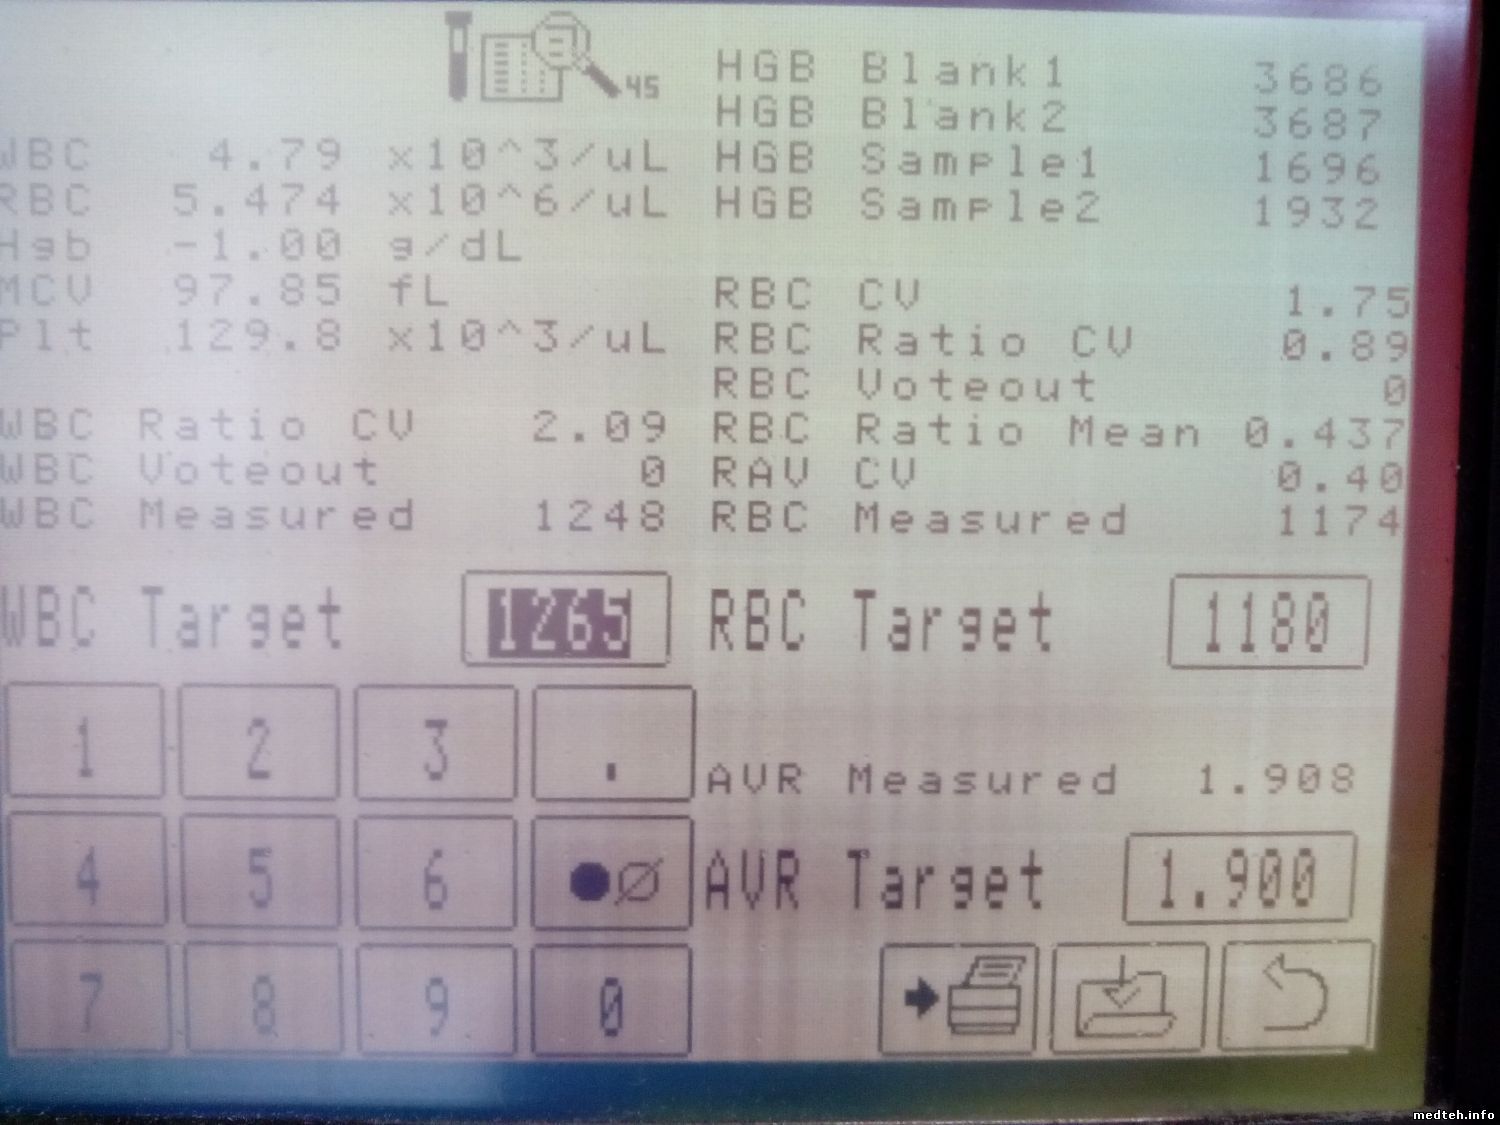 45
HGB Blank1 3686
HGB Blank2 3687
WBC 4.79 x10^3/uL HGB Sample1 1696
RBC 5.474 x10^6/uL HGB Sample2 1932
Hgb -1.00 g/dL
MCV 97.85 fL RBC CV 1.75
Plt 129.8 x10^3/uL RBC Ratio CV 0.89
RBC Voteout 0
WBC Ratio CV 2.09 RBC Ratio Mean 0.437
WBC Voteout 0 RAV CV 0.40
WBC Measured 1248 RBC Measured 1174
WBC Target 1265 RBC Target 1180
1 2 3 .
AVR Measured 1.908
4 5 6 ●Ø AVR Target 1.900
7 8 9 0
medteh.info